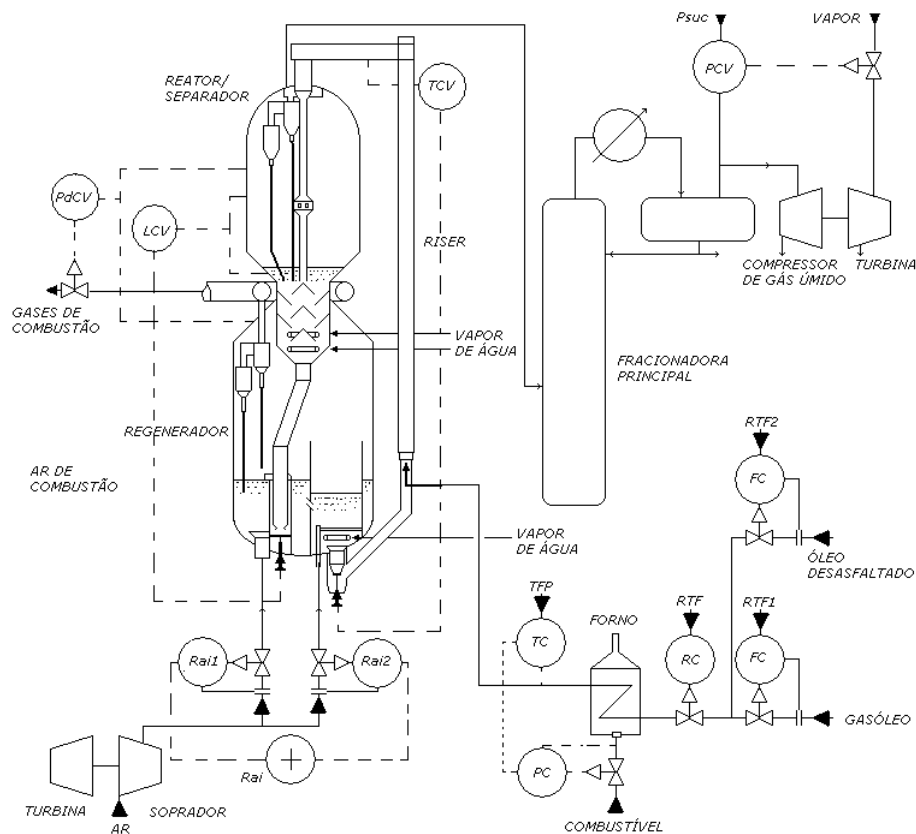 Psuc
VAPOR
PCV
REATOR/
SEPARADOR
TCV
PdCV
LCV
RISER
COMPRESSOR
DE GÁS ÚMIDO
TURBINA
GASES DE
COMBUSTÃO
VAPOR
DE ÁGUA
FRACIONADORA
PRINCIPAL
REGENERADOR
RTF2
AR DE
COMBUSTÃO
FC
VAPOR
DE ÁGUA
ÓLEO
DESASFALTADO
TFP
FORNO
RTF
RTF1
TC
RC
FC
Rai1
Rai2
GASÓLEO
Rai
PC
TURBINA
SOPRADOR
AR
COMBUSTÍVEL